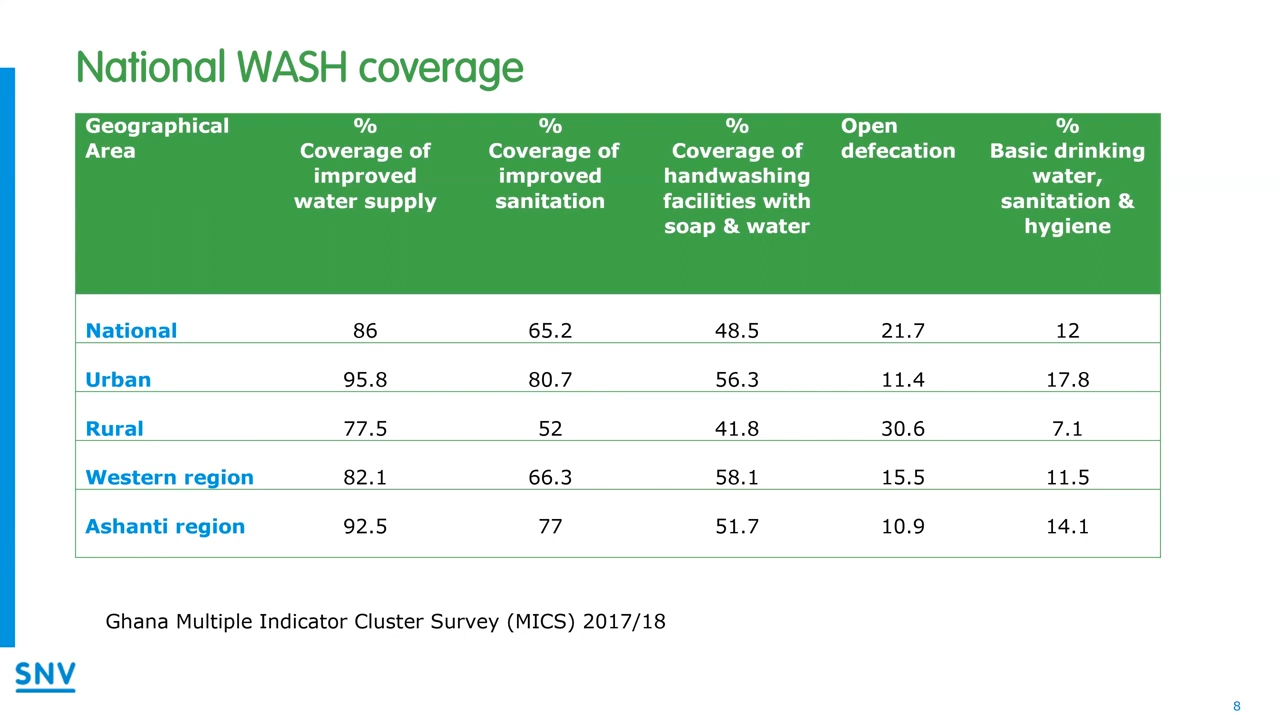 National WASH coverage
Geographical Area
% Coverage of improved water supply
% Coverage of improved sanitation
% Coverage of handwashing facilities with soap & water
Open defecation
% Basic drinking water, sanitation & hygiene
National 86 65.2 48.5 21.7 12
Urban 95.8 80.7 56.3 11.4 17.8
Rural 77.5 52 41.8 30.6 7.1
Western region 82.1 66.3 58.1 15.5 11.5
Ashanti region 92.5 77 51.7 10.9 14.1
Ghana Multiple Indicator Cluster Survey (MICS) 2017/18
SNV
8